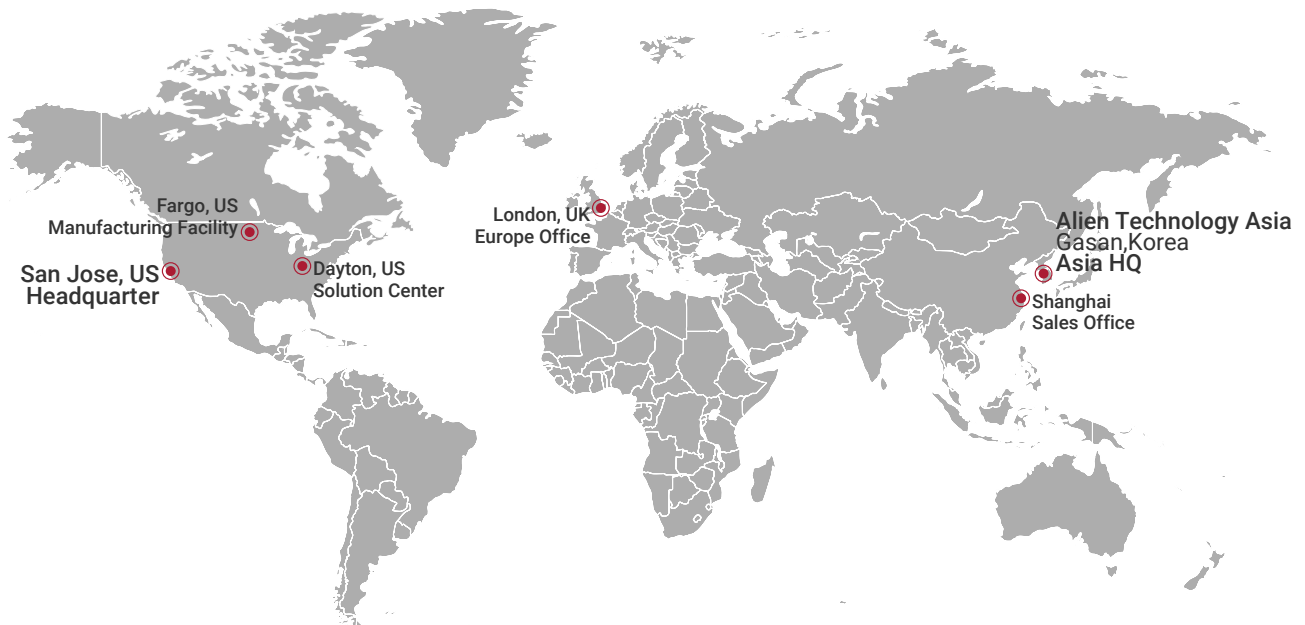 Fargo, US
Manufacturing Facility
San Jose, US
Headquarter
Dayton, US
Solution Center
London, UK
Europe Office
Alien Technology Asia
Gasan,Korea
Asia HQ
Shanghai
Sales Office